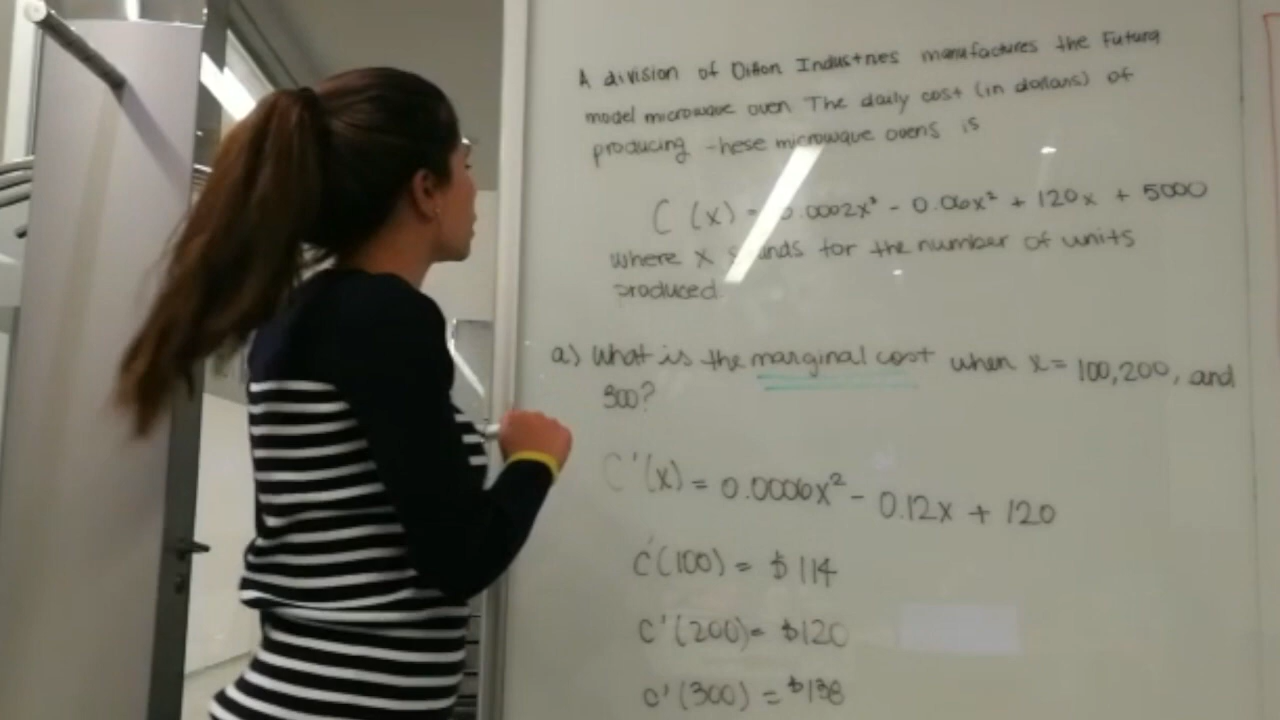 A division of Ditton Industries manufactures the Futura
model microwave oven The daily cost (in dollars) of
producing these microwave ovens is
C (x) = 0.0002x³ - 0.06x² + 120x + 5000
where x stands for the number of units
produced.
a) What is the marginal cost when x = 100, 200, and
300?
C'(x) = 0.0006x² - 0.12x + 120
C'(100) = $114
C'(200) = $120
C'(300) = $138